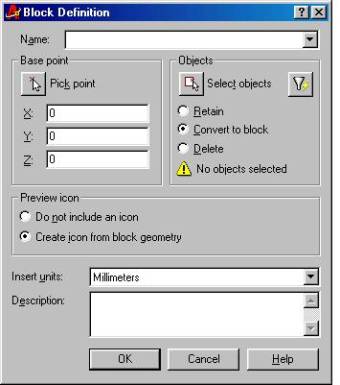 Block Definition
Name:
Base point
Pick point
X: 0
Y: 0
Z: 0
Objects
Select objects
Retain
Convert to block
Delete
No objects selected
Preview icon
Do not include an icon
Create icon from block geometry
Insert units: Millimeters
Description:
OK Cancel Help